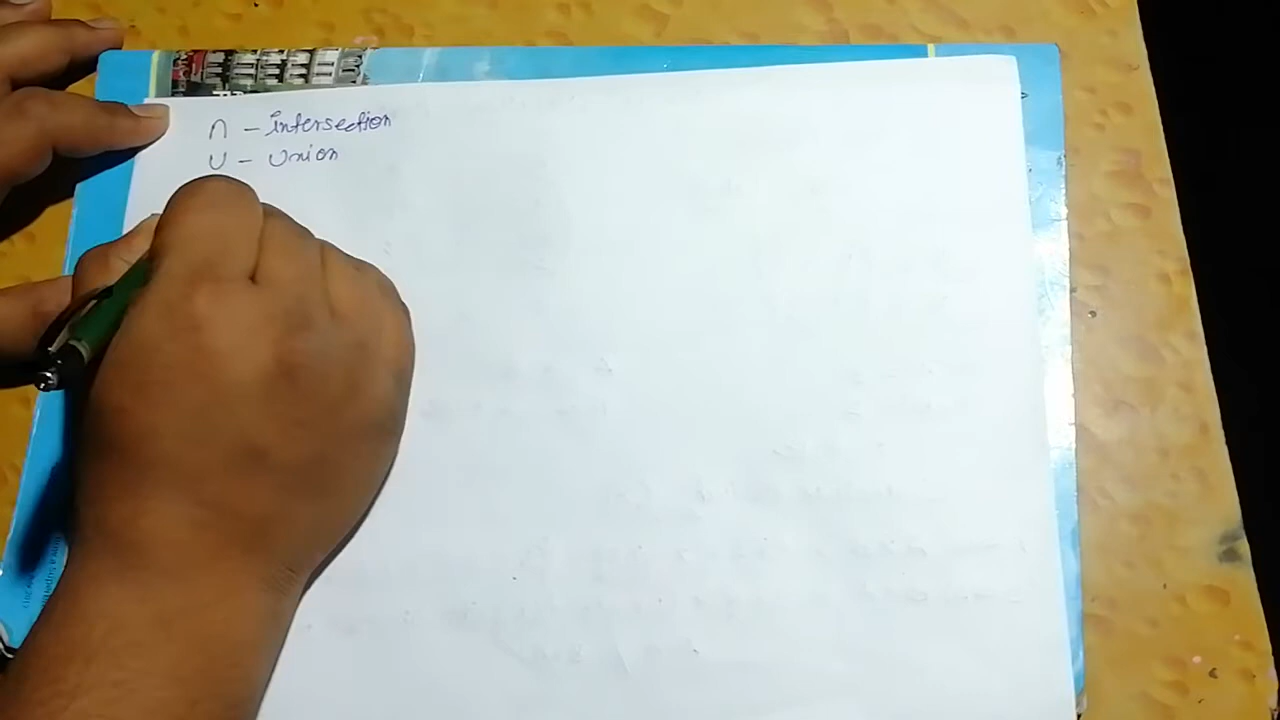 ∩ - intersection
∪ - union